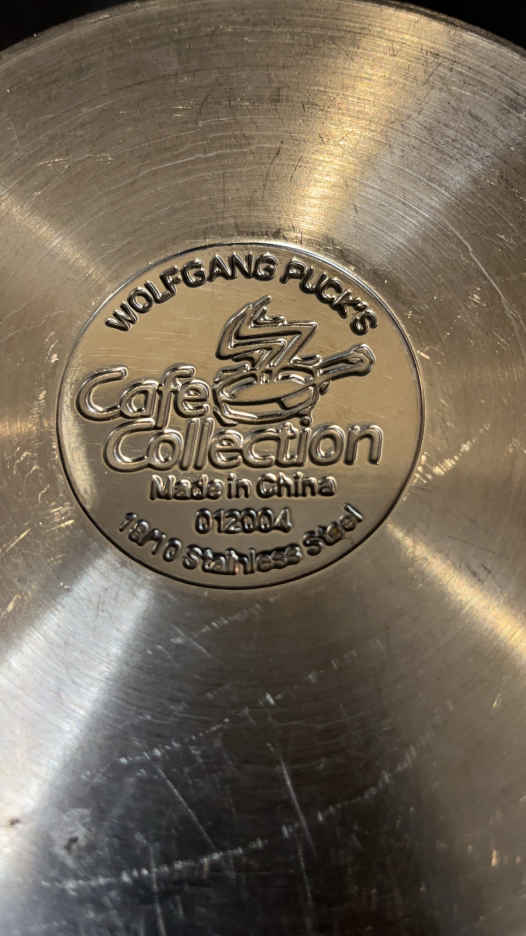 WOLFGANG PUCK'S
Cafe
Collection
Made in China
012004
18/10 Stainless Steel